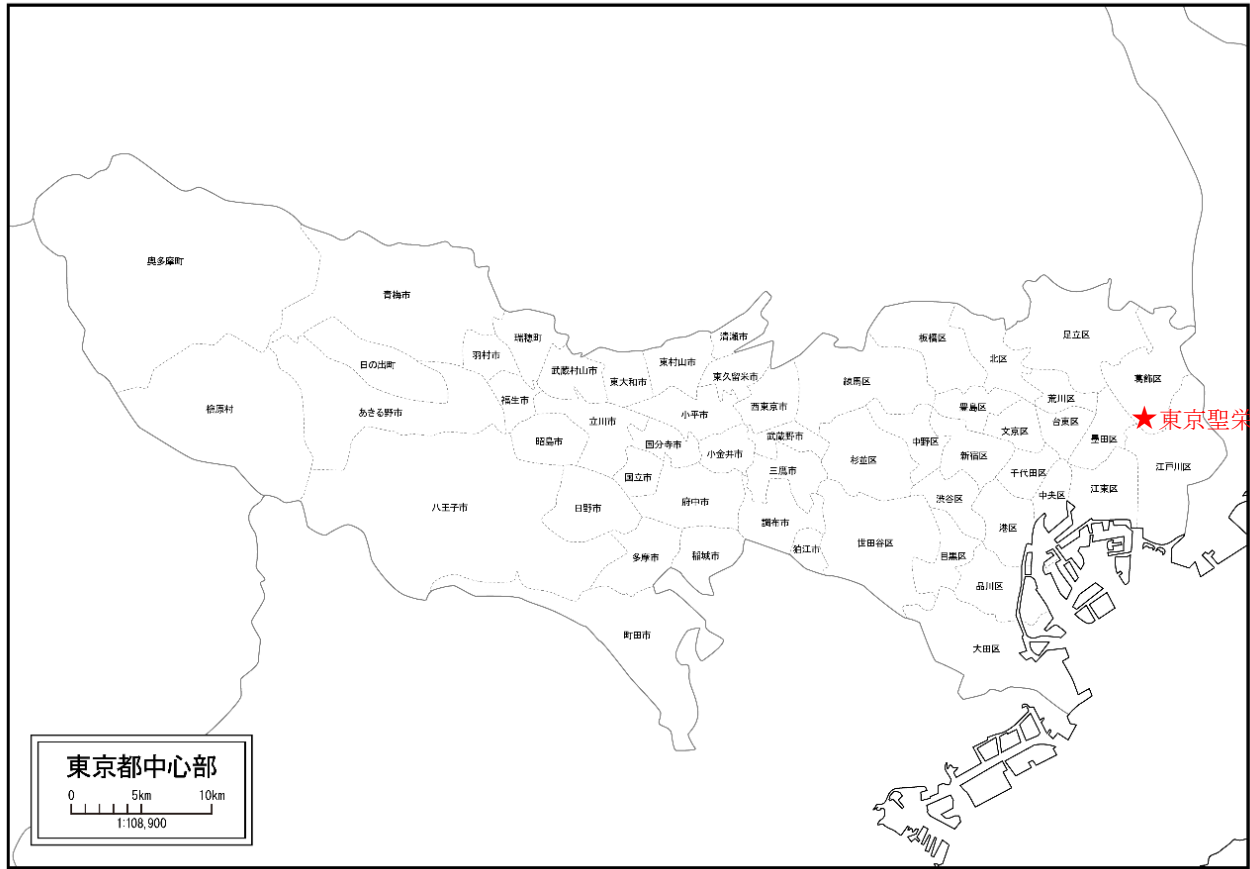 奥多摩町
青梅市
瑞穂町
羽村市
日の出町
檜原村
あきる野市
福生市
武蔵村山市
東大和市
東村山市
清瀬市
東久留米市
昭島市
立川市
小平市
西東京市
国分寺市
小金井市
武蔵野市
三鷹市
国立市
府中市
八王子市
日野市
調布市
狛江市
多摩市
稲城市
町田市
板橋区
北区
足立区
練馬区
葛飾区
豊島区
荒川区
文京区
台東区
★東京聖栄
中野区
杉並区
新宿区
墨田区
千代田区
江戸川区
渋谷区
中央区
江東区
港区
世田谷区
目黒区
品川区
大田区
東京都中心部
0 5km 10km
1:108,900